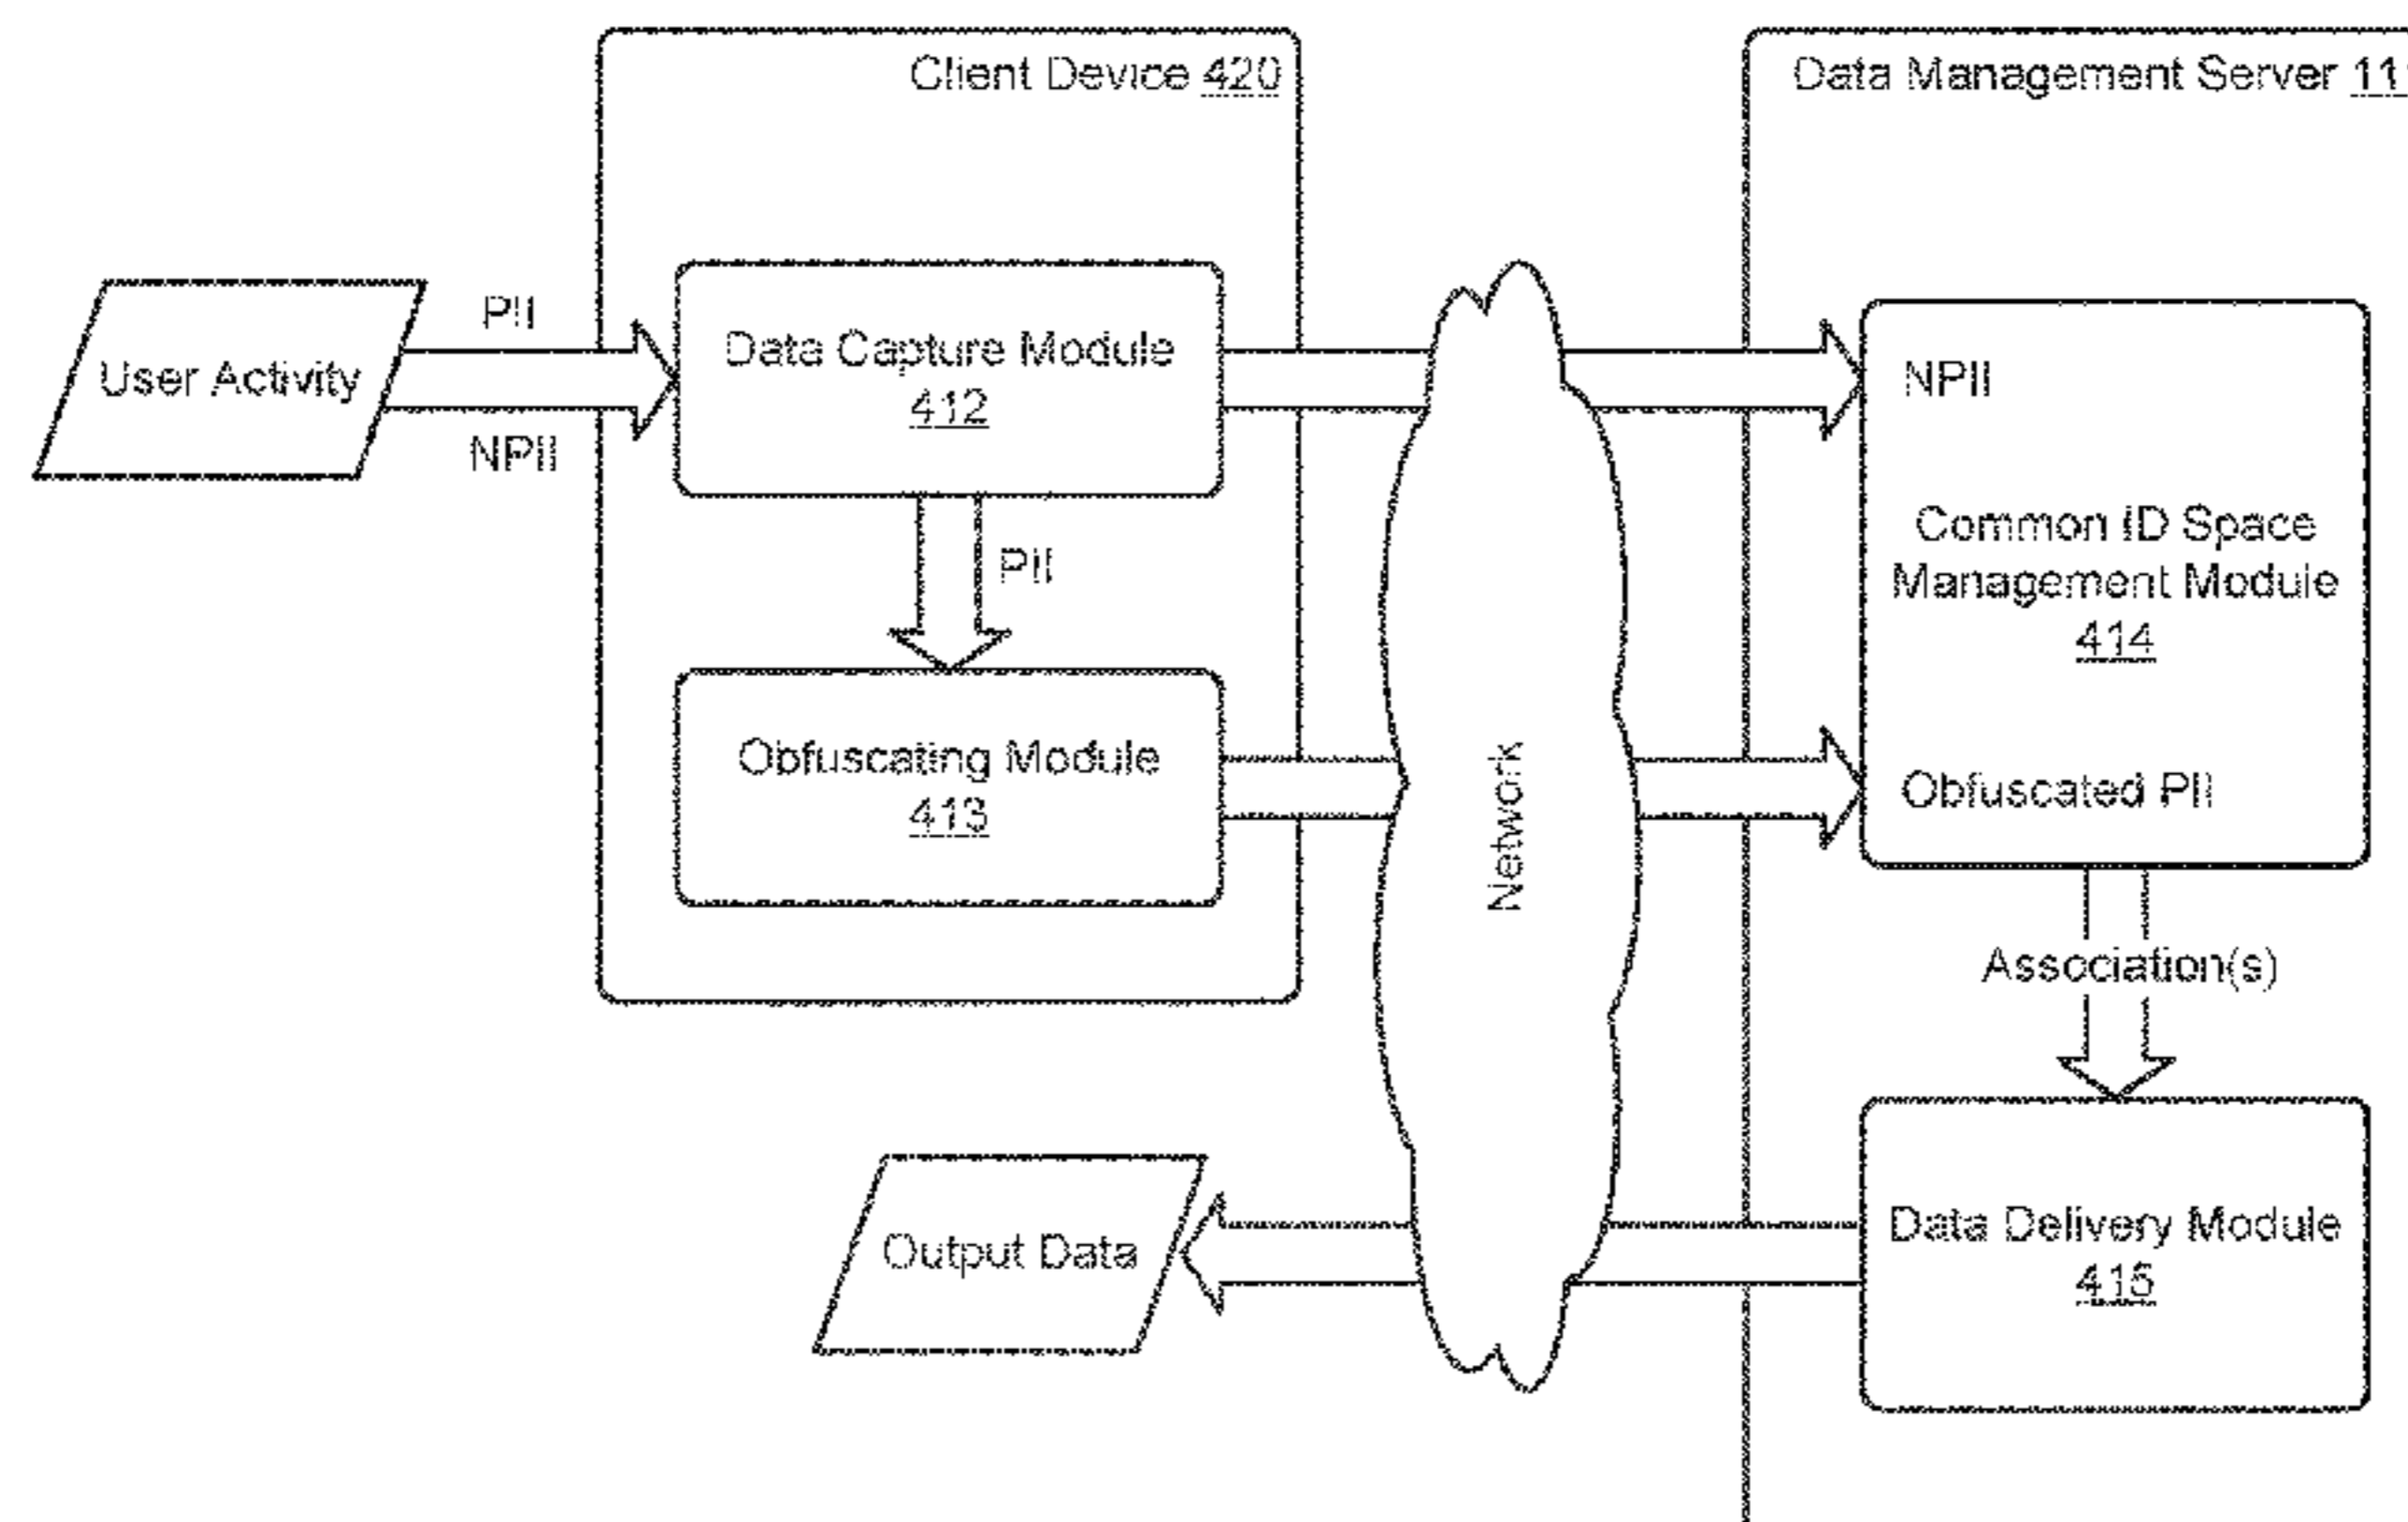 Client Device 420
Data Management Server 11
PII
User Activity
NPII
Data Capture Module
412
PII
Obfuscating Module
413
Network
NPII
Common ID Space
Management Module
414
Obfuscated PII
Association(s)
Data Delivery Module
415
Output Data